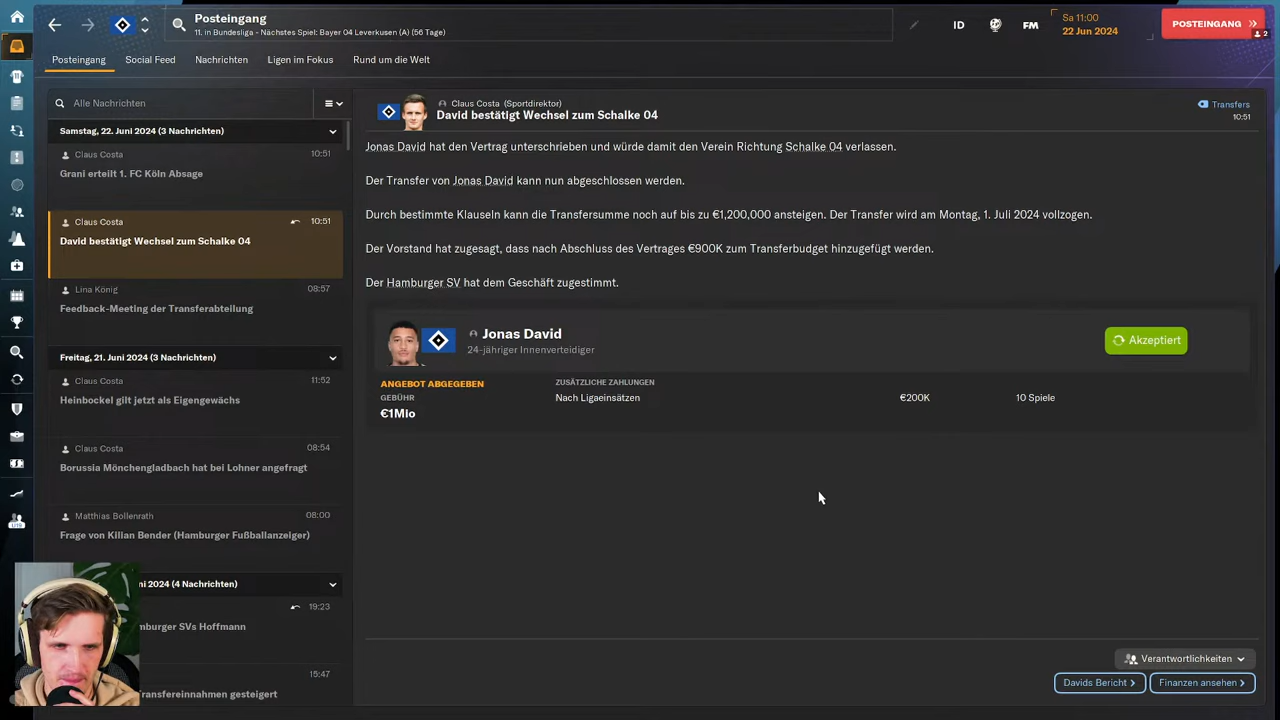 Posteingang
11. in Bundesliga - Nächstes Spiel: Bayer 04 Leverkusen (A) (56 Tage)
ID
FM
Sa 11:00
22 Jun 2024
POSTEINGANG
2
Posteingang
Social Feed
Nachrichten
Ligen im Fokus
Rund um die Welt
Alle Nachrichten
Samstag, 22. Juni 2024 (3 Nachrichten)
Claus Costa
10:51
Grani erteilt 1. FC Köln Absage
Claus Costa
10:51
David bestätigt Wechsel zum Schalke 04
Lina König
08:57
Feedback-Meeting der Transferabteilung
Freitag, 21. Juni 2024 (3 Nachrichten)
Claus Costa
11:52
Heinbockel gilt jetzt als Eigengewächs
Claus Costa
08:54
Borussia Mönchengladbach hat bei Lohner angefragt
Matthias Bollenrath
08:00
Frage von Kilian Bender (Hamburger Fußballanzeiger)
ni 2024 (4 Nachrichten)
19:23
mburger SVs Hoffmann
15:47
ransfereinnahmen gesteigert
U19
Claus Costa (Sportdirektor)
David bestätigt Wechsel zum Schalke 04
Transfers
10:51
Jonas David hat den Vertrag unterschrieben und würde damit den Verein Richtung Schalke 04 verlassen.
Der Transfer von Jonas David kann nun abgeschlossen werden.
Durch bestimmte Klauseln kann die Transfersumme noch auf bis zu €1,200,000 ansteigen. Der Transfer wird am Montag, 1. Juli 2024 vollzogen.
Der Vorstand hat zugesagt, dass nach Abschluss des Vertrages €900K zum Transferbudget hinzugefügt werden.
Der Hamburger SV hat dem Geschäft zugestimmt.
Jonas David
24-jähriger Innenverteidiger
Akzeptiert
ANGEBOT ABGEGEBEN
GEBÜHR
€1Mio
ZUSÄTZLICHE ZAHLUNGEN
Nach Ligaeinsätzen
€200K
10 Spiele
Verantwortlichkeiten
Davids Bericht
Finanzen ansehen